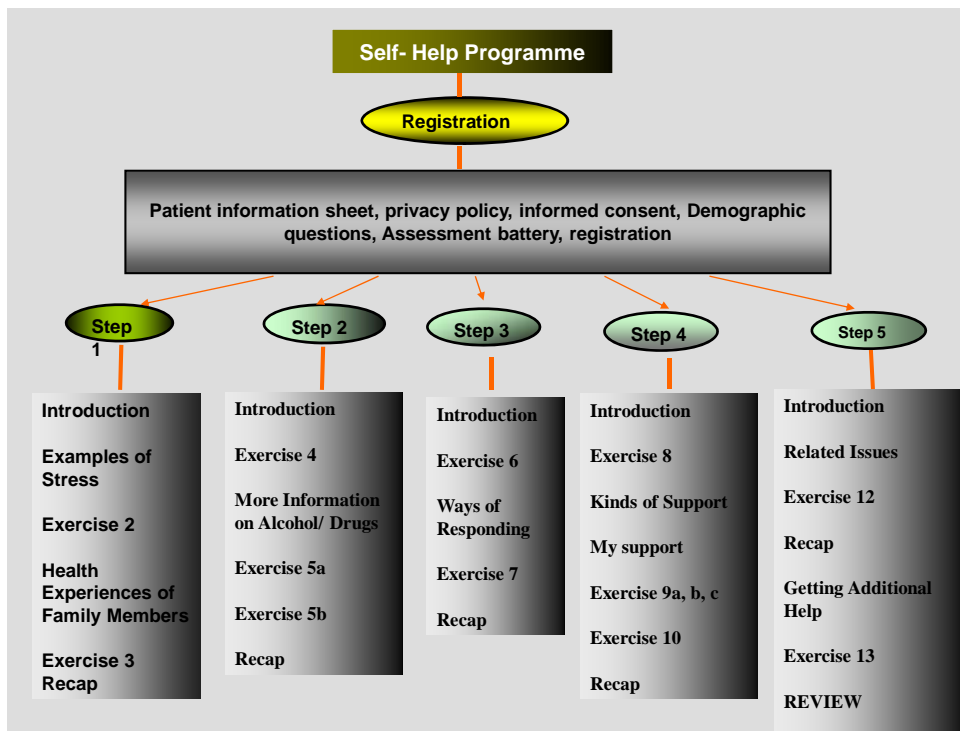 Self- Help Programme
Registration
Patient information sheet, privacy policy, informed consent, Demographic
questions, Assessment battery, registration
Step
1
Introduction
Examples of
Stress
Exercise 2
Health
Experiences of
Family Members
Exercise 3
Recap
Step 2
Introduction
Exercise 4
More Information
on Alcohol/ Drugs
Exercise 5a
Exercise 5b
Recap
Step 3
Introduction
Exercise 6
Ways of
Responding
Exercise 7
Recap
Step 4
Introduction
Exercise 8
Kinds of Support
My support
Exercise 9a, b, c
Exercise 10
Recap
Step 5
Introduction
Related Issues
Exercise 12
Recap
Getting Additional
Help
Exercise 13
REVIEW